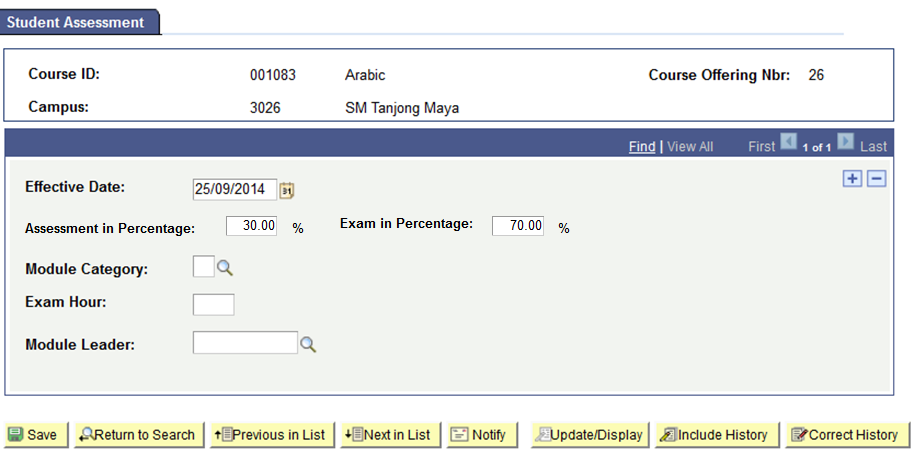 Student Assessment
Course ID: 001083 Arabic Course Offering Nbr: 26
Campus: 3026 SM Tanjong Maya
Find | View All First 1 of 1 Last
Effective Date: 25/09/2014 31
Assessment in Percentage: 30.00 % Exam in Percentage: 70.00 %
Module Category:
Exam Hour:
Module Leader:
Save Return to Search Previous in List Next in List Notify Update/Display Include History Correct History